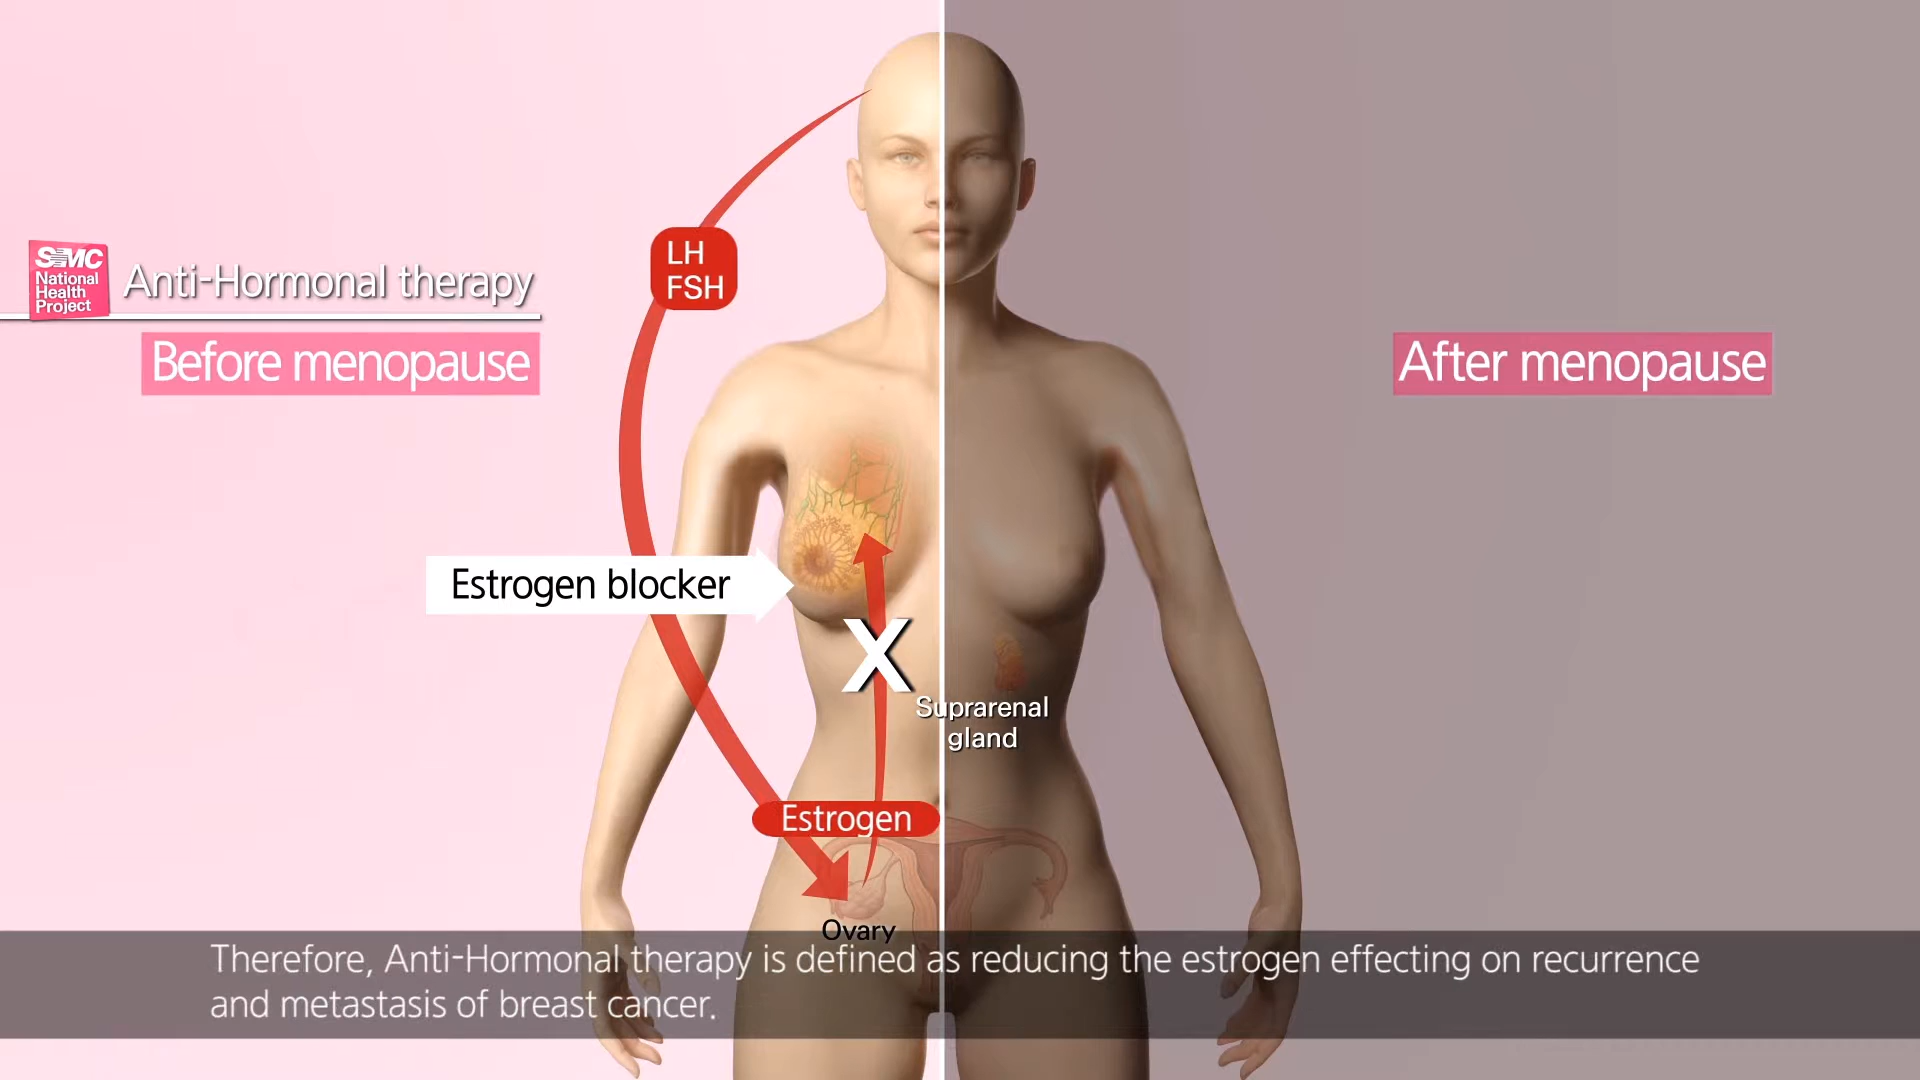 SMC
National
Health
Project
Anti-Hormonal therapy
Before menopause
After menopause
LH
FSH
Estrogen blocker
X
Suprarenal
gland
Estrogen
Ovary
Therefore, Anti-Hormonal therapy is defined as reducing the estrogen effecting on recurrence
and metastasis of breast cancer.